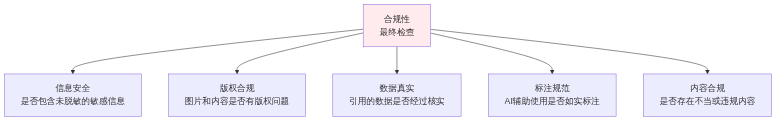 合规性
最终检查
信息安全
是否包含未脱敏的敏感信息
版权合规
图片和内容是否有版权问题
数据真实
引用的数据是否经过核实
标注规范
AI辅助使用是否如实标注
内容合规
是否存在不当或违规内容